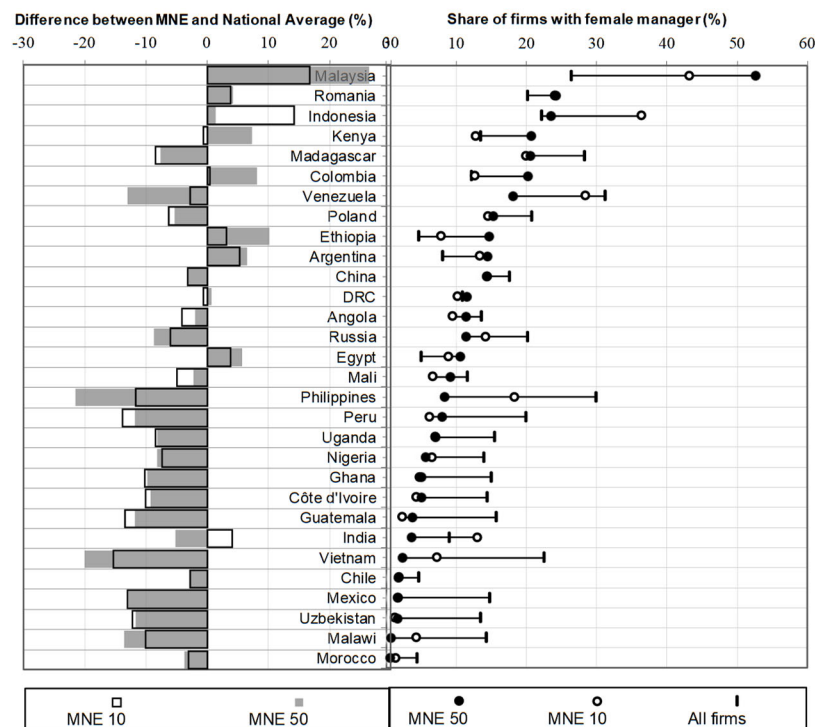 Difference between MNE and National Average (%)
Share of firms with female manager (%)
-30 -20 -10 0 10 20 30
0 10 20 30 40 50 60
Malaysia
Romania
Indonesia
Kenya
Madagascar
Colombia
Venezuela
Poland
Ethiopia
Argentina
China
DRC
Angola
Russia
Egypt
Mali
Philippines
Peru
Uganda
Nigeria
Ghana
Côte d'Ivoire
Guatemala
India
Vietnam
Chile
Mexico
Uzbekistan
Malawi
Morocco
MNE 10 MNE 50
MNE 50 MNE 10 All firms